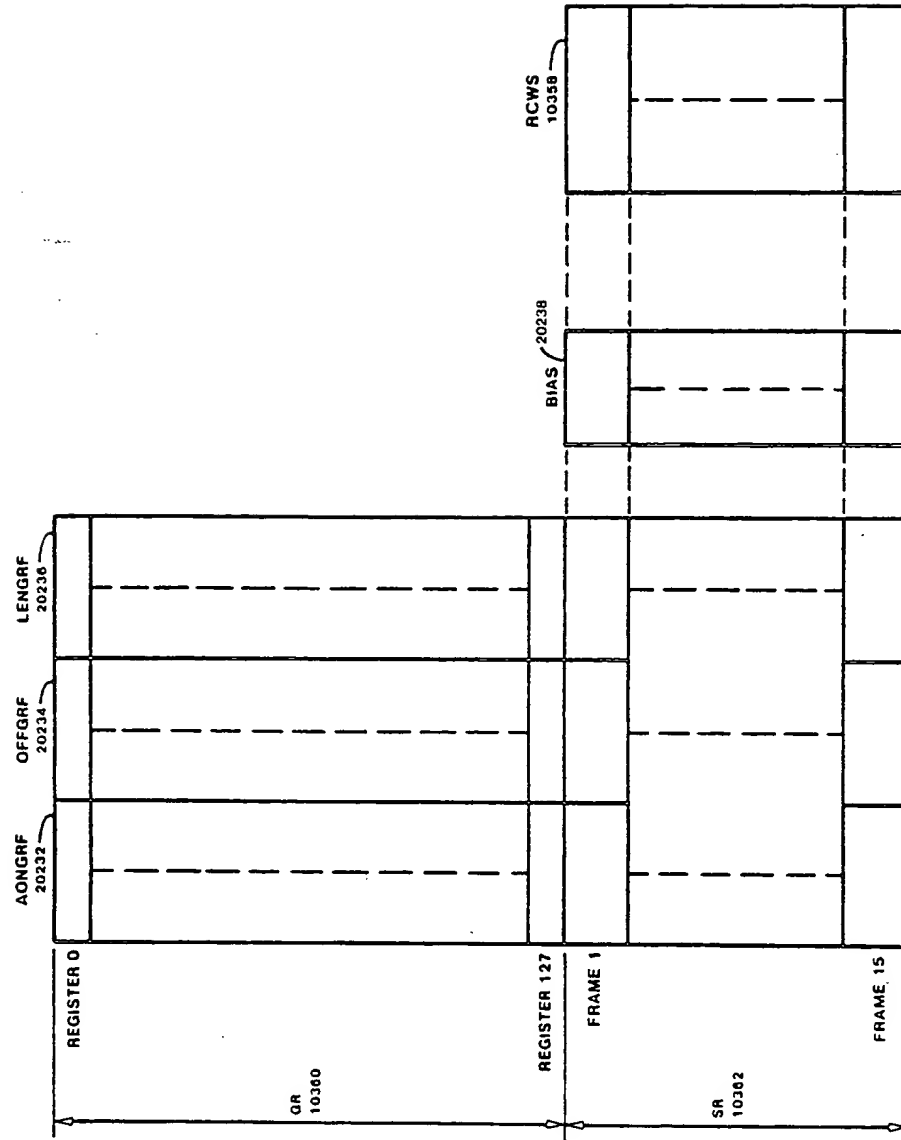 AONGRF
20232
OFFGRF
20234
LENGRF
20236
REGISTER 0
GR
10360
REGISTER 127
BIAS
20238
RCWS
10358
FRAME 1
SR
10362
FRAME 15